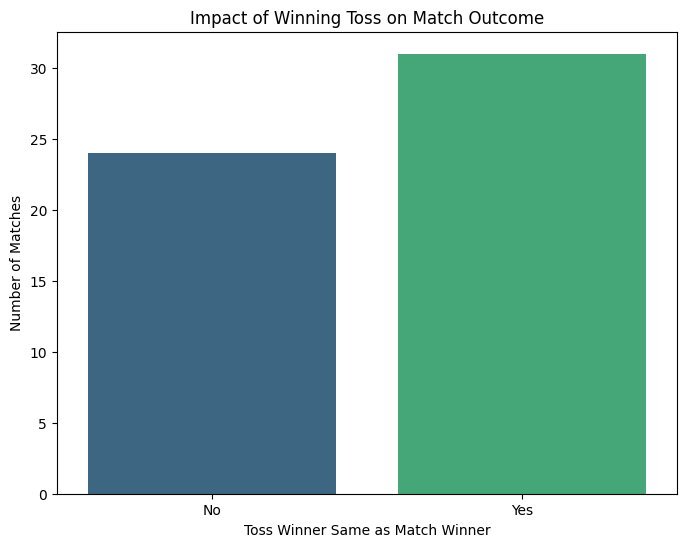 Impact of Winning Toss on Match Outcome
Number of Matches
30
25
20
15
10
5
0
No
Yes
Toss Winner Same as Match Winner